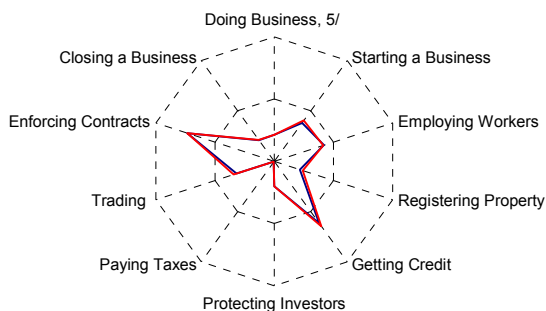 Doing Business, 5/
Closing a Business
Starting a Business
Enforcing Contracts
Employing Workers
Trading
Registering Property
Paying Taxes
Getting Credit
Protecting Investors